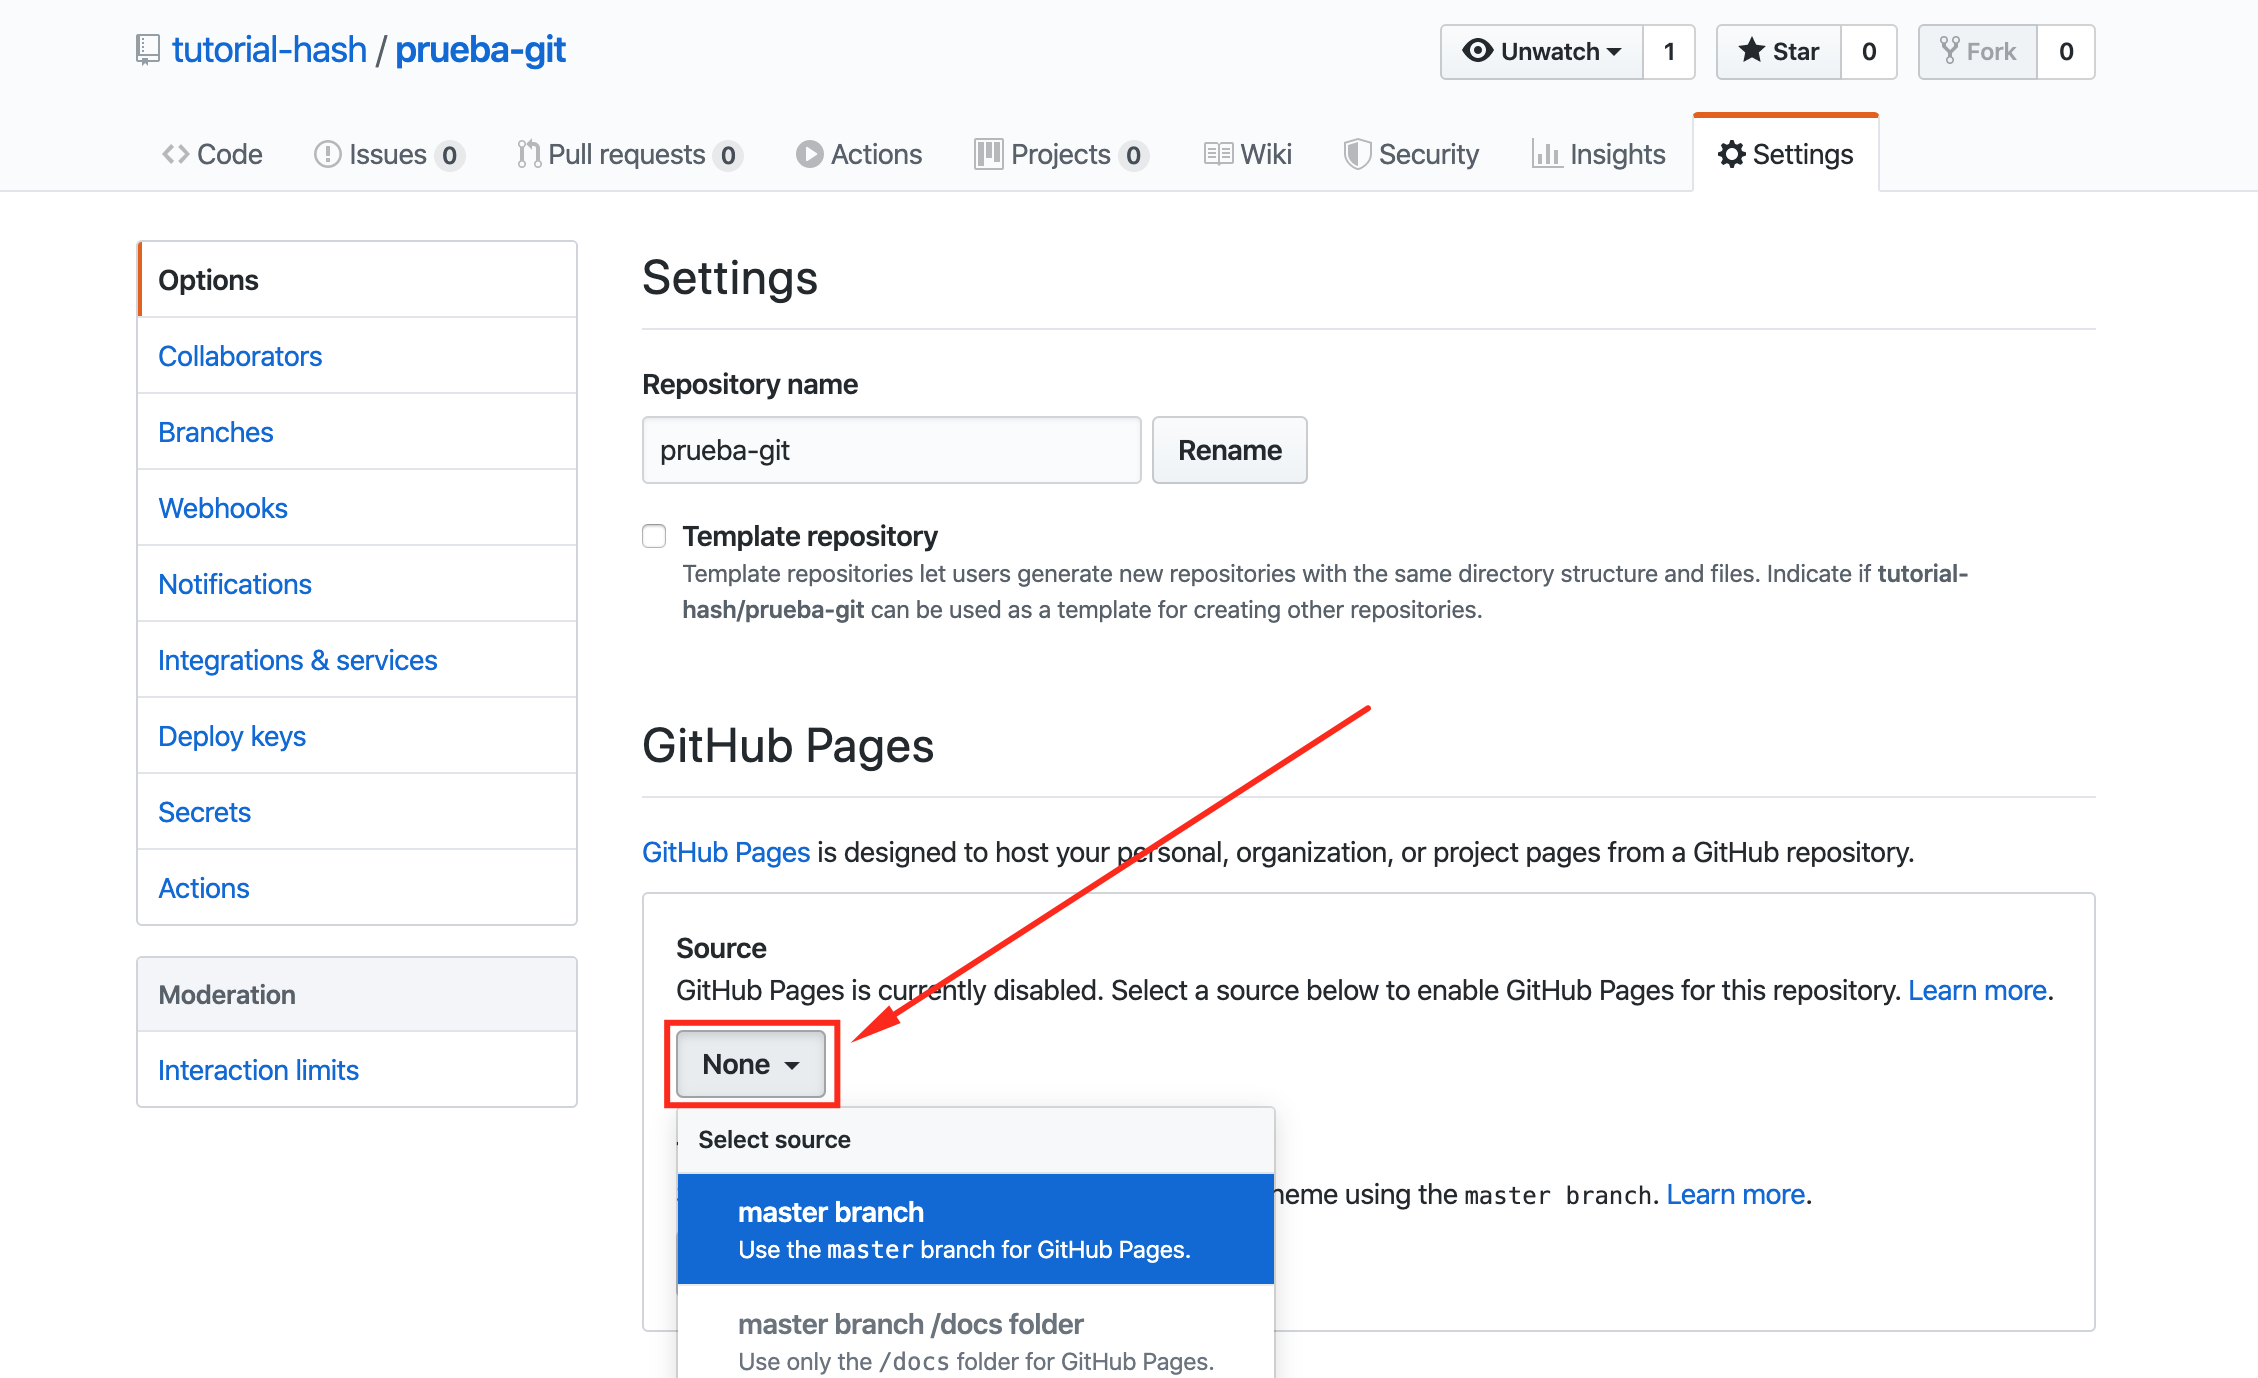 tutorial-hash / prueba-git
Unwatch 1 Star 0 Fork 0
Code Issues 0 Pull requests 0 Actions Projects 0 Wiki Security Insights Settings
Options
Collaborators
Branches
Webhooks
Notifications
Integrations & services
Deploy keys
Secrets
Actions
Moderation
Interaction limits
Settings
Repository name
prueba-git Rename
Template repository
Template repositories let users generate new repositories with the same directory structure and files. Indicate if tutorial-
hash/prueba-git can be used as a template for creating other repositories.
GitHub Pages
GitHub Pages is designed to host your personal, organization, or project pages from a GitHub repository.
Source
GitHub Pages is currently disabled. Select a source below to enable GitHub Pages for this repository. Learn more.
None
Select source
master branch
Use the master branch for GitHub Pages.
using the master branch. Learn more.
master branch /docs folder
Use only the /docs folder for GitHub Pages.